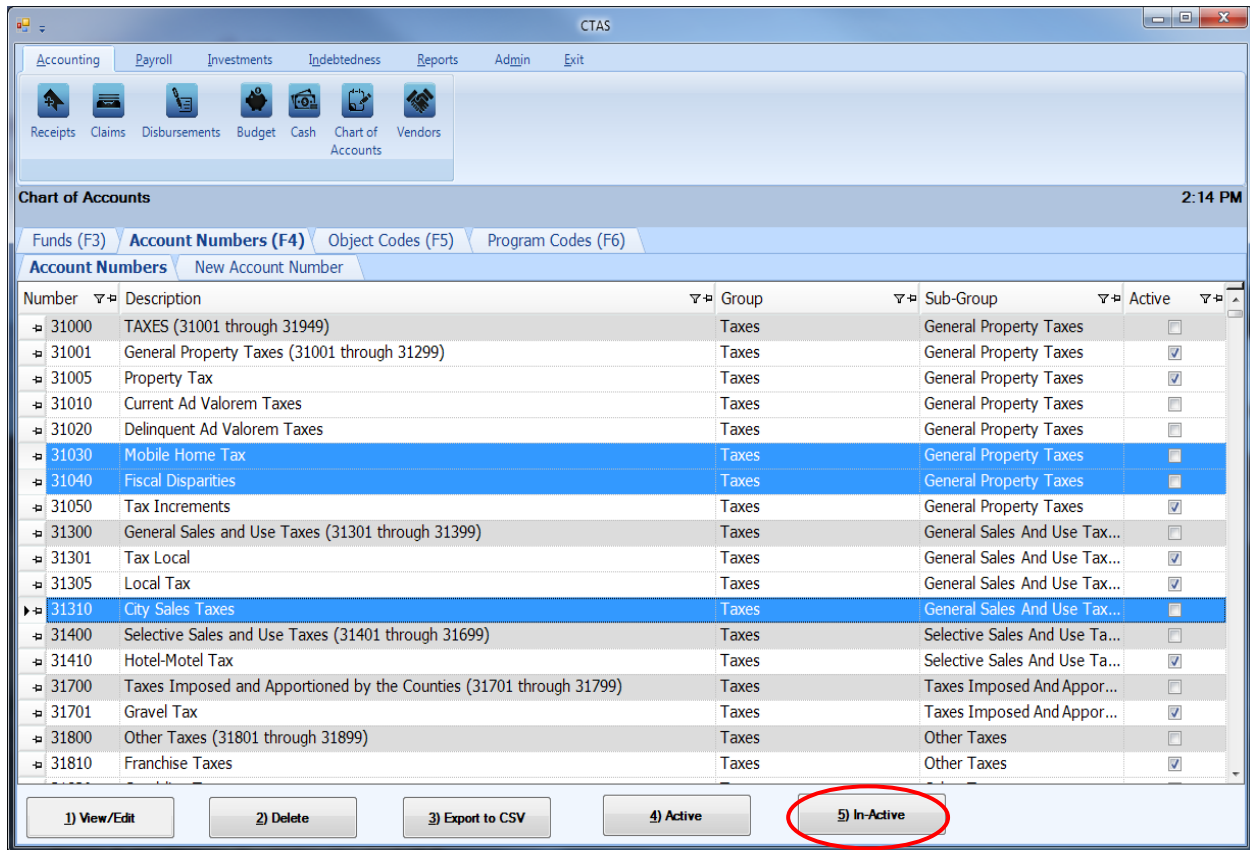 CTAS
Accounting Payroll Investments Indebtedness Reports Admin Exit
Receipts Claims Disbursements Budget Cash Chart of Accounts Vendors
Chart of Accounts 2:14 PM
Funds (F3) Account Numbers (F4) Object Codes (F5) Program Codes (F6)
Account Numbers New Account Number
Number Description Group Sub-Group Active
31000 TAXES (31001 through 31949) Taxes General Property Taxes
31001 General Property Taxes (31001 through 31299) Taxes General Property Taxes
31005 Property Tax Taxes General Property Taxes
31010 Current Ad Valorem Taxes Taxes General Property Taxes
31020 Delinquent Ad Valorem Taxes Taxes General Property Taxes
31030 Mobile Home Tax Taxes General Property Taxes
31040 Fiscal Disparities Taxes General Property Taxes
31050 Tax Increments Taxes General Property Taxes
31300 General Sales and Use Taxes (31301 through 31399) Taxes General Sales And Use Tax...
31301 Tax Local Taxes General Sales And Use Tax...
31305 Local Tax Taxes General Sales And Use Tax...
31310 City Sales Taxes Taxes General Sales And Use Tax...
31400 Selective Sales and Use Taxes (31401 through 31699) Taxes Selective Sales And Use Ta...
31410 Hotel-Motel Tax Taxes Selective Sales And Use Ta...
31700 Taxes Imposed and Apportioned by the Counties (31701 through 31799) Taxes Taxes Imposed And Appor...
31701 Gravel Tax Taxes Taxes Imposed And Appor...
31800 Other Taxes (31801 through 31899) Taxes Other Taxes
31810 Franchise Taxes Taxes Other Taxes
1) View/Edit 2) Delete 3) Export to CSV 4) Active 5) In-Active